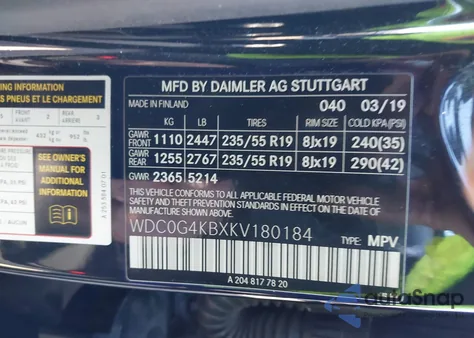 MFD BY DAIMLER AG STUTTGART
MADE IN FINLAND 040 03/19
KG LB TIRES RIM SIZE COLD KPA(PSI)
GAWR FRONT 1110 2447 235/55 R19 8Jx19 240(35)
GAWR REAR 1255 2767 235/55 R19 8Jx19 290(42)
GWR 2365 5214
THIS VEHICLE CONFORMS TO ALL APPLICABLE FEDERAL MOTOR VEHICLE
SAFETY AND THEFT PREVENTION STANDARDS IN EFFECT ON THE DATE OF
MANUFACTURE SHOWN ABOVE.
WDC0G4KBXKV180184 TYPE: MPV
A 204 817 78 20
ING INFORMATION
S PNEUS ET LE CHARGEMENT
SEE OWNER'S
MANUAL FOR
ADDITIONAL
INFORMATION
autoSnap